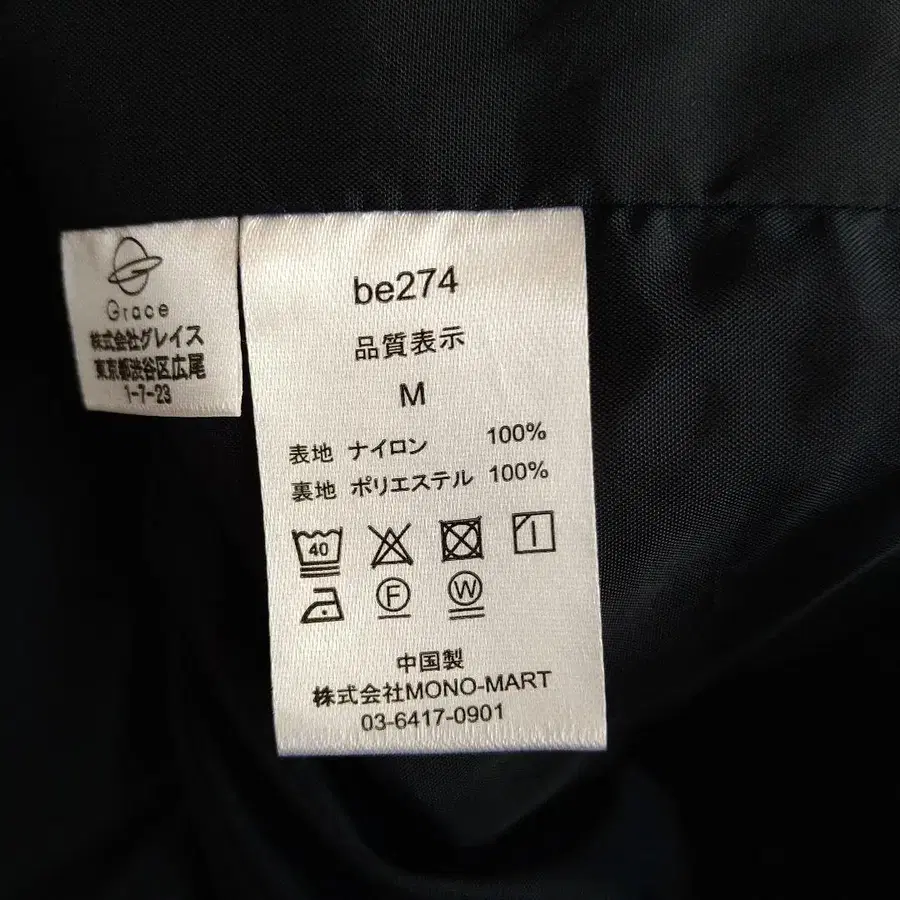 Grace
株式会社グレイス
東京都渋谷区広尾
1-7-23
be274
品質表示
M
表地 ナイロン 100%
裏地 ポリエステル 100%
40
F W
中国製
株式会社MONO-MART
03-6417-0901